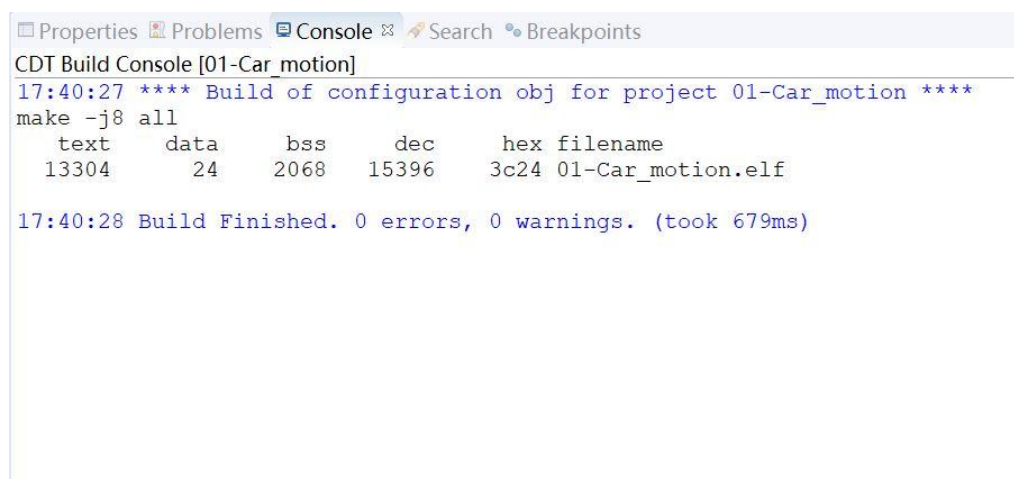 Properties Problems Console Search Breakpoints
CDT Build Console [01-Car_motion]
17:40:27 **** Build of configuration obj for project 01-Car_motion ****
make -j8 all
   text    data     bss     dec     hex filename
  13304      24    2068   15396    3c24 01-Car_motion.elf
17:40:28 Build Finished. 0 errors, 0 warnings. (took 679ms)